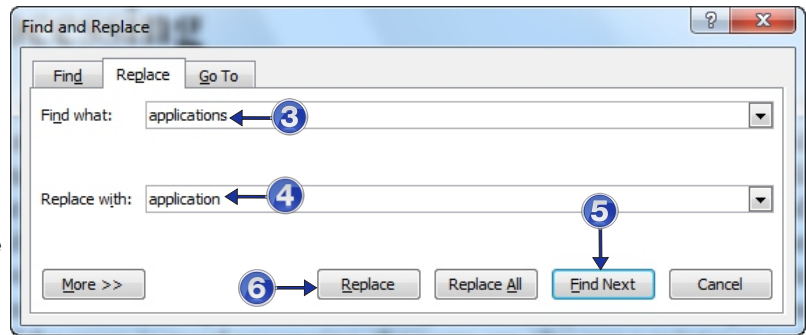 Find and Replace
Find Replace Go To
Find what: applications 3
Replace with: application 4
5
More >> 6 Replace Replace All Find Next Cancel